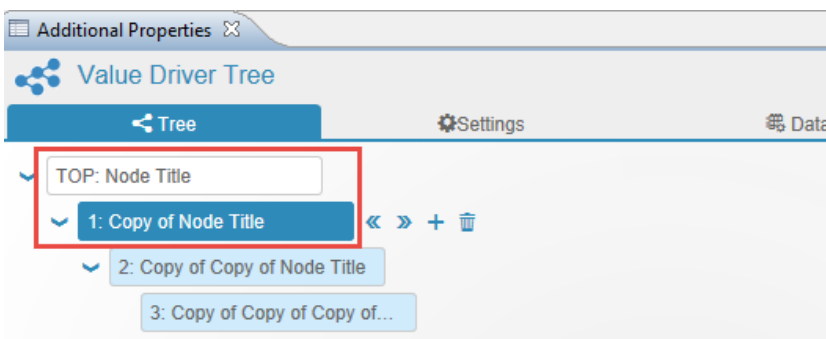 Additional Properties
Value Driver Tree
Tree Settings Data
TOP: Node Title
1: Copy of Node Title
2: Copy of Copy of Node Title
3: Copy of Copy of Copy of...